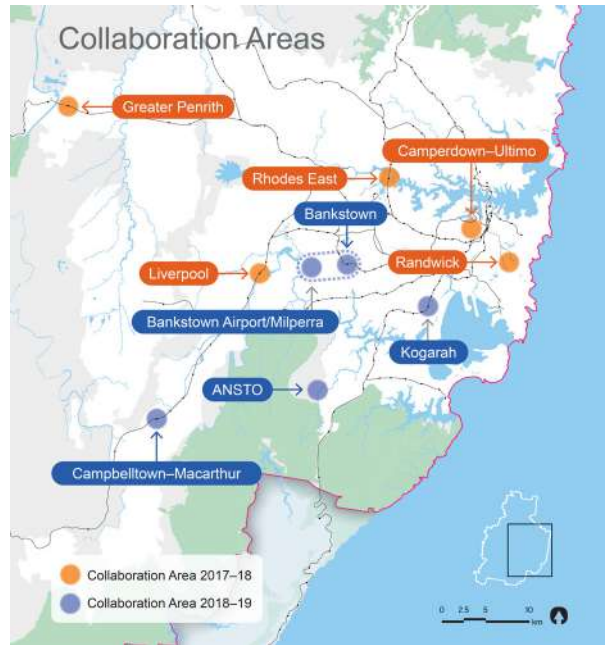 Collaboration Areas
Greater Penrith
Camperdown–Ultimo
Rhodes East
Bankstown
Liverpool
Randwick
Bankstown Airport/Milperra
Kogarah
ANSTO
Campbelltown–Macarthur
Collaboration Area 2017–18
Collaboration Area 2018–19
0 2.5 5 10
km